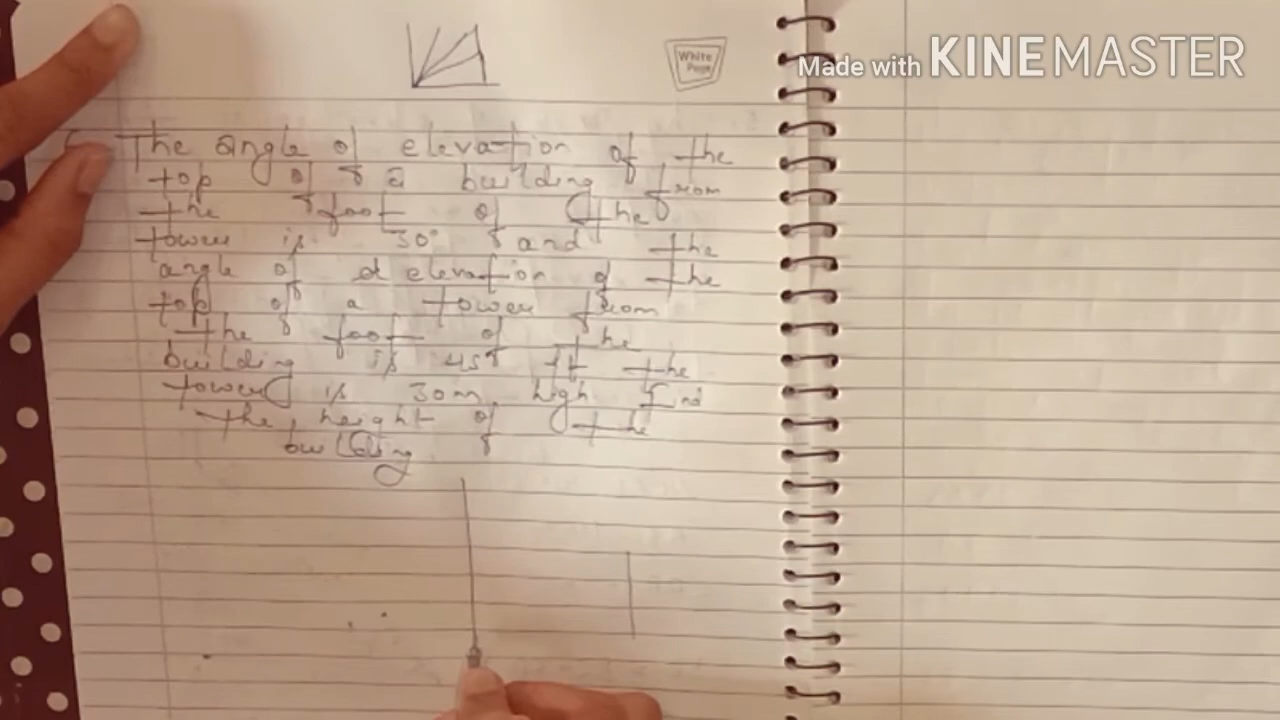 White
Page
Made with KINEMASTER
The angle of elevation of the
top of a building from
the foot of the
tower is 30° and the
angle of elevation of the
top of a tower from
the foot of the
building is 45° If the
tower is 30m high find
the height of the
building